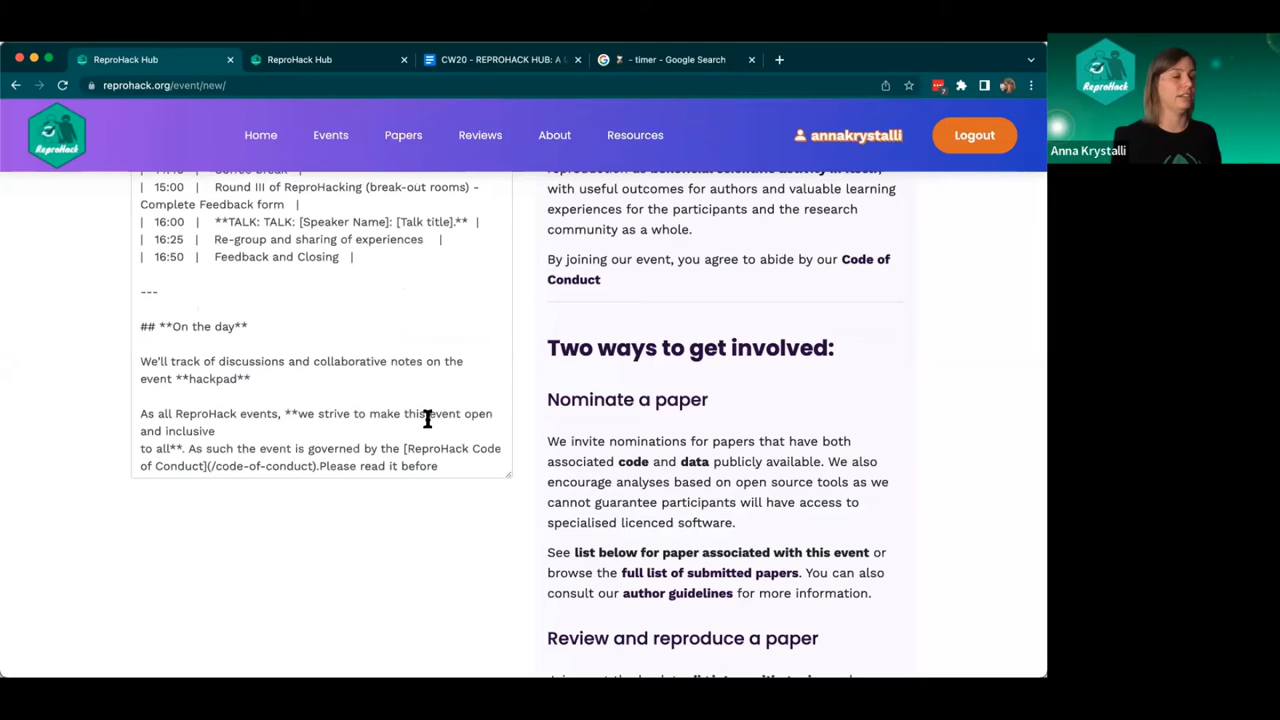 ReproHack Hub
ReproHack Hub
CW20 - REPROHACK HUB: A C
- timer - Google Search
reprohack.org/event/new/
7
ReproHack
Home
Events
Papers
Reviews
About
Resources
annakrystalli
Logout
ReproHack
Anna Krystalli
| 15:00 | Round III of ReproHacking (break-out rooms) -
Complete Feedback form |
| 16:00 | **TALK: TALK: [Speaker Name]: [Talk title].** |
| 16:25 | Re-group and sharing of experiences |
| 16:50 | Feedback and Closing |
---
## **On the day**
We'll track of discussions and collaborative notes on the
event **hackpad**
As all ReproHack events, **we strive to make this event open
and inclusive
to all**. As such the event is governed by the [ReproHack Code
of Conduct](/code-of-conduct).Please read it before
with useful outcomes for authors and valuable learning
experiences for the participants and the research
community as a whole.
By joining our event, you agree to abide by our Code of
Conduct
Two ways to get involved:
Nominate a paper
We invite nominations for papers that have both
associated code and data publicly available. We also
encourage analyses based on open source tools as we
cannot guarantee participants will have access to
specialised licenced software.
See list below for paper associated with this event or
browse the full list of submitted papers. You can also
consult our author guidelines for more information.
Review and reproduce a paper